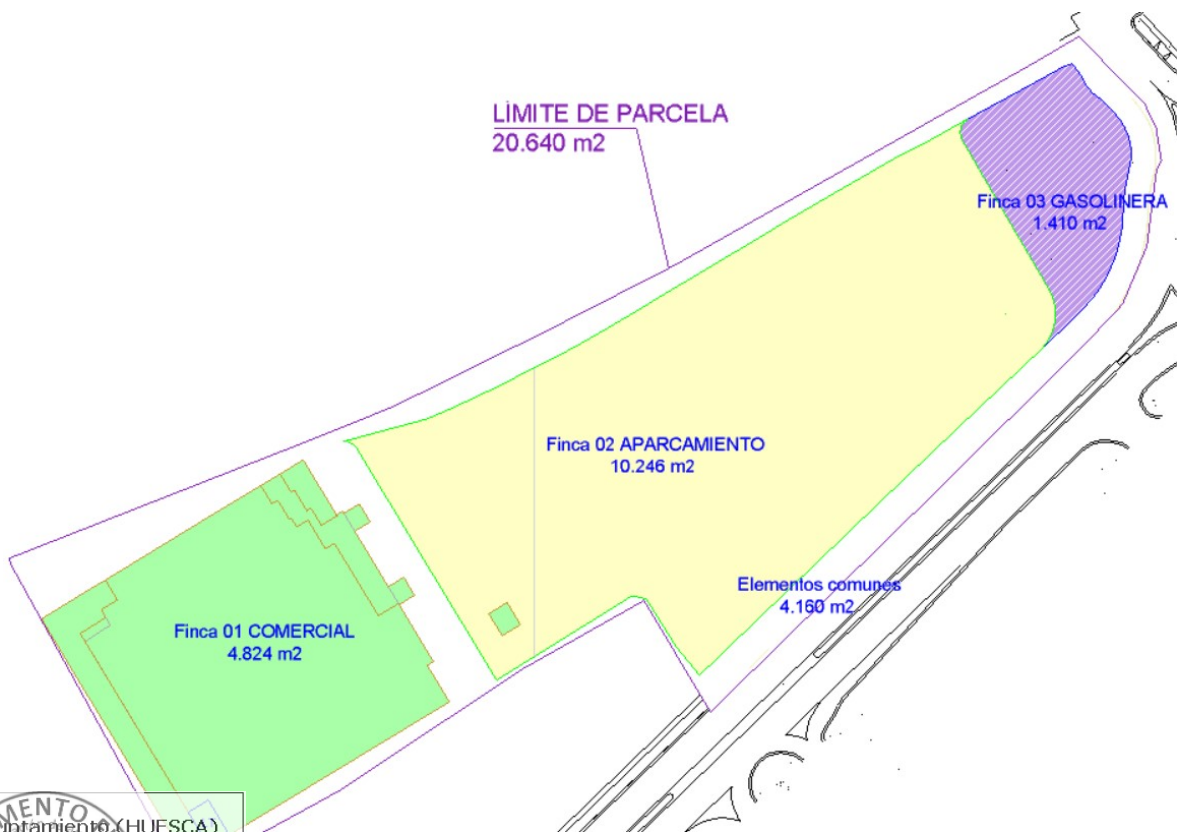 LÍMITE DE PARCELA
20.640 m2
Finca 03 GASOLINERA
1.410 m2
Finca 02 APARCAMIENTO
10.246 m2
Elementos comunes
4.160 m2
Finca 01 COMERCIAL
4.824 m2
(HUESCA)